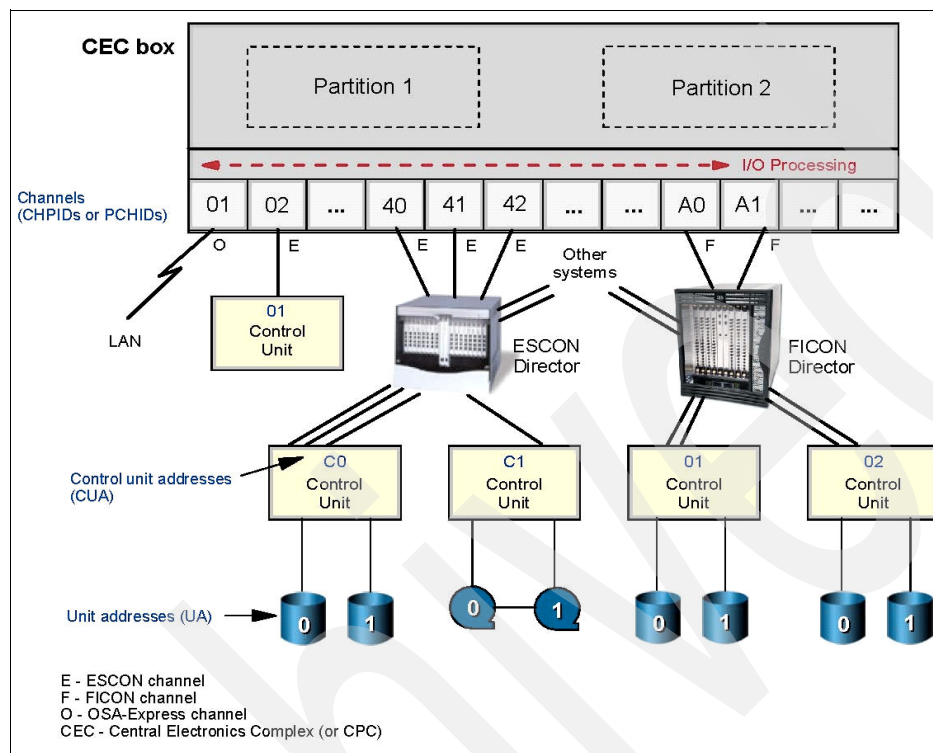 CEC box
Partition 1
Partition 2
I/O Processing
Channels
(CHPIDs or PCHIDs)
01 02 ... 40 41 42 ... ... A0 A1 ... ...
O E E E E F F
Other
systems
LAN
01
Control
Unit
ESCON
Director
FICON
Director
Control unit addresses
(CUA)
C0
Control
Unit
C1
Control
Unit
01
Control
Unit
02
Control
Unit
Unit addresses (UA)
0 1 0 1 0 1 0 1
E - ESCON channel
F - FICON channel
O - OSA-Express channel
CEC - Central Electronics Complex (or CPC)